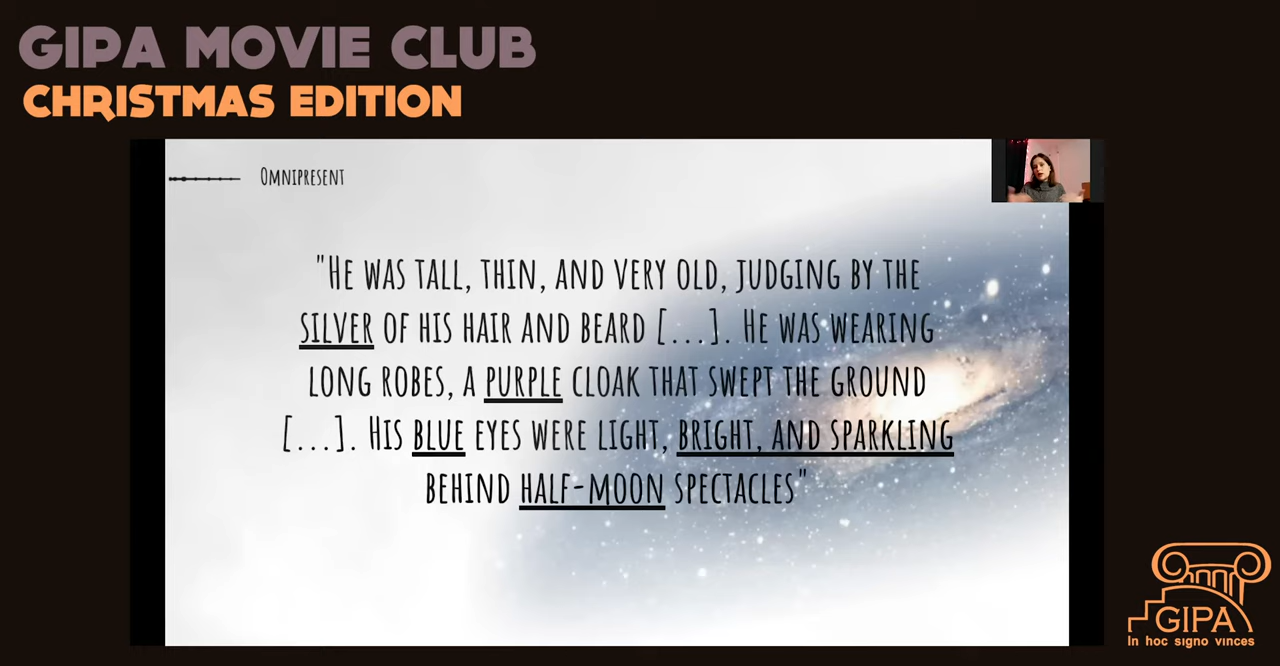 GIPA MOVIE CLUB
CHRISTMAS EDITION
OMNIPRESENT
"HE WAS TALL, THIN, AND VERY OLD, JUDGING BY THE
SILVER OF HIS HAIR AND BEARD [...]. HE WAS WEARING
LONG ROBES, A PURPLE CLOAK THAT SWEPT THE GROUND
[...]. HIS BLUE EYES WERE LIGHT, BRIGHT, AND SPARKLING
BEHIND HALF-MOON SPECTACLES"
GIPA
In hoc signo vinces